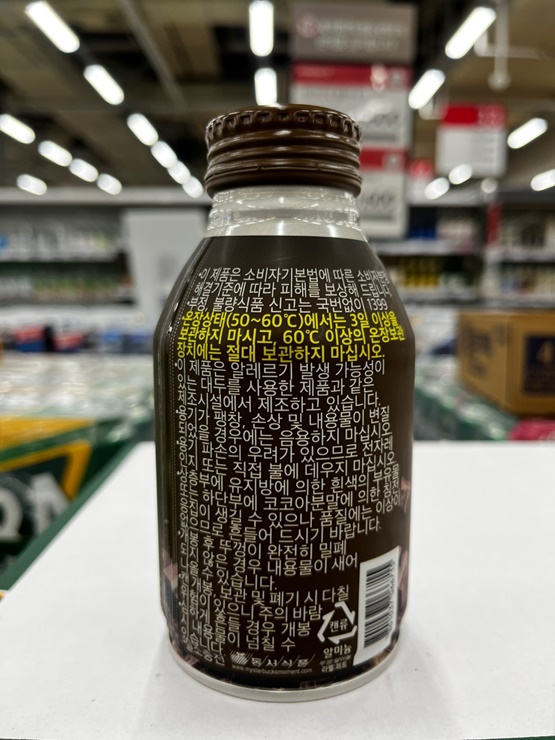 •이 제품은 소비자기본법에 따른 소비자분쟁
해결기준에 따라 피해를 보상해 드립니다.
•부정, 불량식품 신고는 국번없이 1399
온장상태(50~60℃)에서는 3일 이상을
보관하지 마시고, 60℃ 이상의 온장보관
장치에는 절대 보관하지 마십시오.
•이 제품은 알레르기 발생 가능성이
있는 대두를 사용한 제품과 같은
제조시설에서 제조하고 있습니다.
용기가 팽창, 손상 및 내용물이 변질
되었을 경우에는 음용하지 마십시오.
용기 파손의 우려가 있으므로 전자레
인지 또는 직접 불에 데우지 마십시오.
상층부에 유지방에 의한 흰색의 부유물
또는 하단부에 코코아분말에 의한 침전
물이 생길 수 있으나 품질에는 이상이
없으므로 흔들어 드시기 바랍니다.
개봉 후 뚜껑이 완전히 밀폐
되지 않은 경우 내용물이 새어
나올 수 있습니다.
개봉, 보관 및 폐기 시 다칠
수 있으니 주의 바람
흔들 경우 개봉
시 내용물이 넘칠 수
캔류
알미늄
동서식품
www.mystarbucksmoment.com